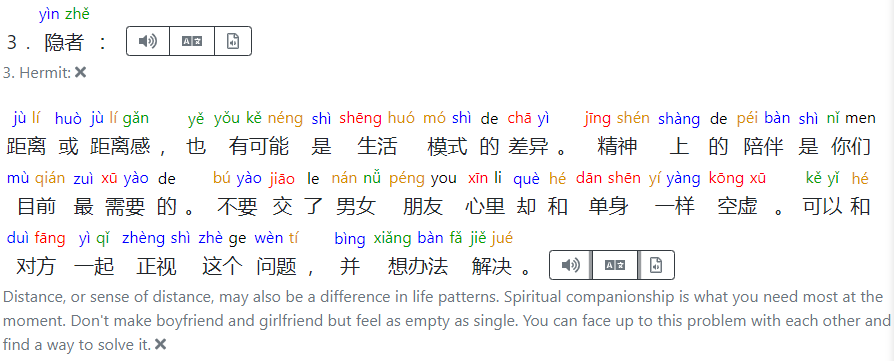 yìn zhě
3．隐者：
3. Hermit: ✖
jù lí huò jù lí gǎn yě yǒu kě néng shì shēng huó mó shì de chā yì jīng shén shàng de péi bàn shì nǐ men
距离 或 距离感， 也 有可能 是 生活 模式 的 差异。 精神 上 的 陪伴 是 你们
mù qián zuì xū yào de bú yào jiāo le nán nǚ péng you xīn li què hé dān shēn yí yàng kōng xū kě yǐ hé
目前 最 需要 的。 不要 交 了 男女 朋友 心里 却 和 单身 一样 空虚 。可以 和
duì fāng yì qǐ zhèng shì zhè ge wèn tí bìng xiǎng bàn fǎ jiě jué
对方 一起 正视 这个 问题， 并 想办法 解决。
Distance, or sense of distance, may also be a difference in life patterns. Spiritual companionship is what you need most at the
moment. Don't make boyfriend and girlfriend but feel as empty as single. You can face up to this problem with each other and
find a way to solve it. ✖